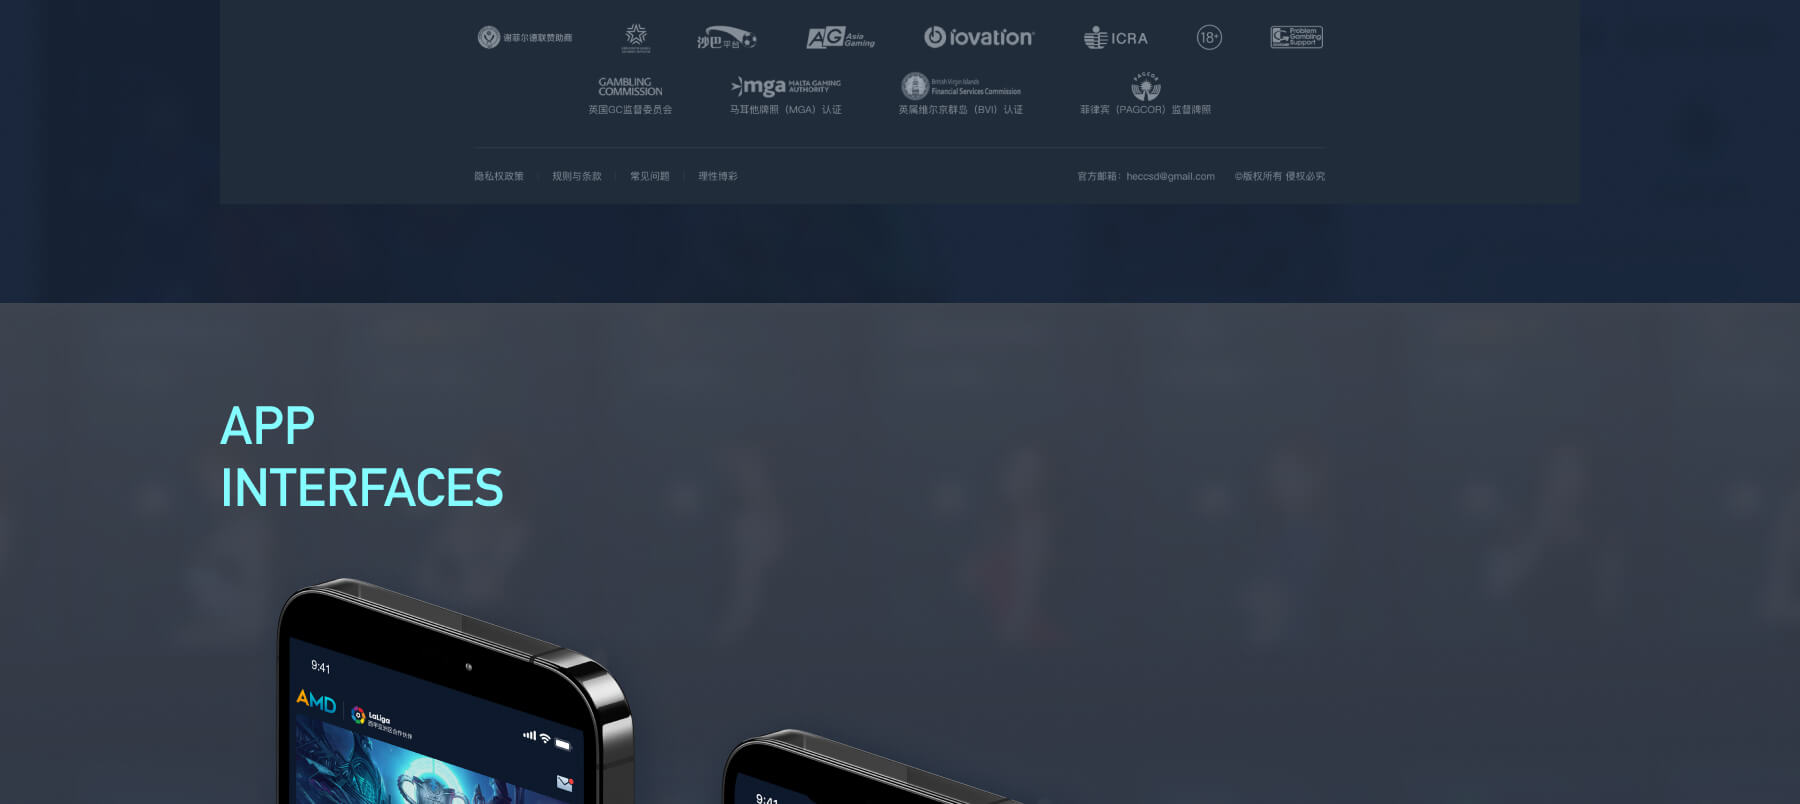 谢菲尔德联赞助商
沙巴平台
AG Asia Gaming
iovation
ICRA
18+
Problem Gambling Support
GAMBLING COMMISSION
英国GC监督委员会
mga MALTA GAMING AUTHORITY
马耳他牌照（MGA）认证
British Virgin Islands
Financial Services Commission
英属维尔京群岛（BVI）认证
PAGCOR
菲律宾（PAGCOR）监督牌照
隐私权政策
规则与条款
常见问题
理性博彩
官方邮箱：heccsd@gmail.com
©版权所有 侵权必究
APP
INTERFACES
9:41
AMD
LaLiga
西甲亚洲区合作伙伴
9:41